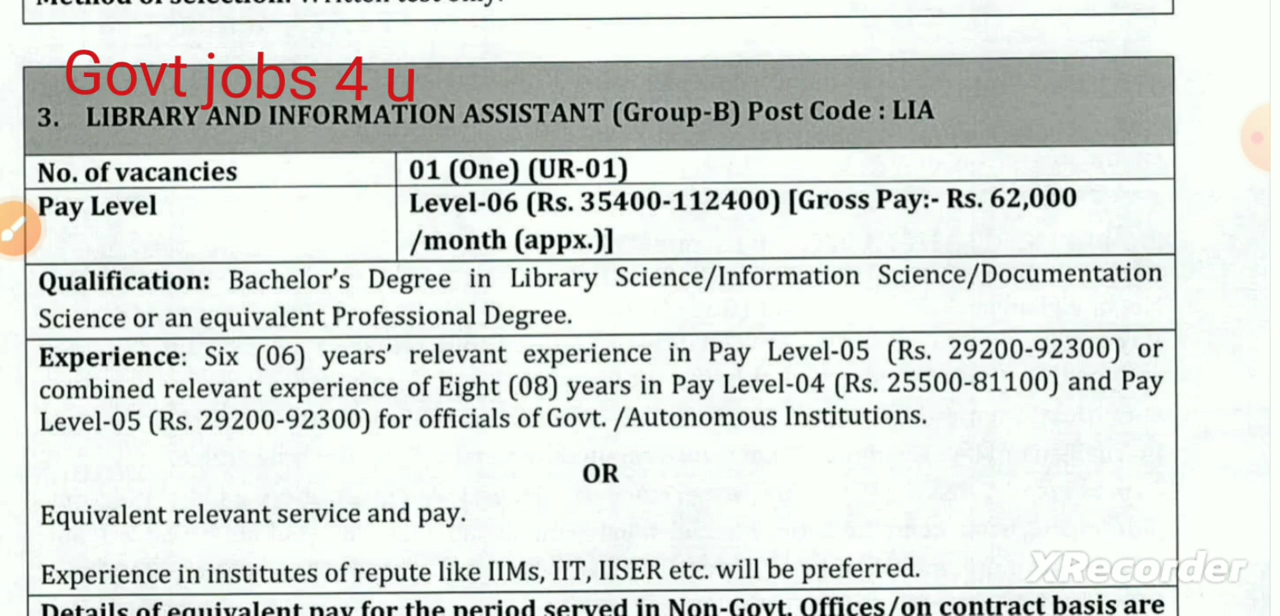 Method of selection: Written test only.
Govt jobs 4 u
3. LIBRARY AND INFORMATION ASSISTANT (Group-B) Post Code : LIA
No. of vacancies 01 (One) (UR-01)
Pay Level Level-06 (Rs. 35400-112400) [Gross Pay:- Rs. 62,000
/month (appx.)]
Qualification: Bachelor's Degree in Library Science/Information Science/Documentation
Science or an equivalent Professional Degree.
Experience: Six (06) years' relevant experience in Pay Level-05 (Rs. 29200-92300) or
combined relevant experience of Eight (08) years in Pay Level-04 (Rs. 25500-81100) and Pay
Level-05 (Rs. 29200-92300) for officials of Govt. /Autonomous Institutions.
OR
Equivalent relevant service and pay.
Experience in institutes of repute like IIMs, IIT, IISER etc. will be preferred.
XRecorder
Details of equivalent pay for the period served in Non-Govt. Offices/on contract basis are